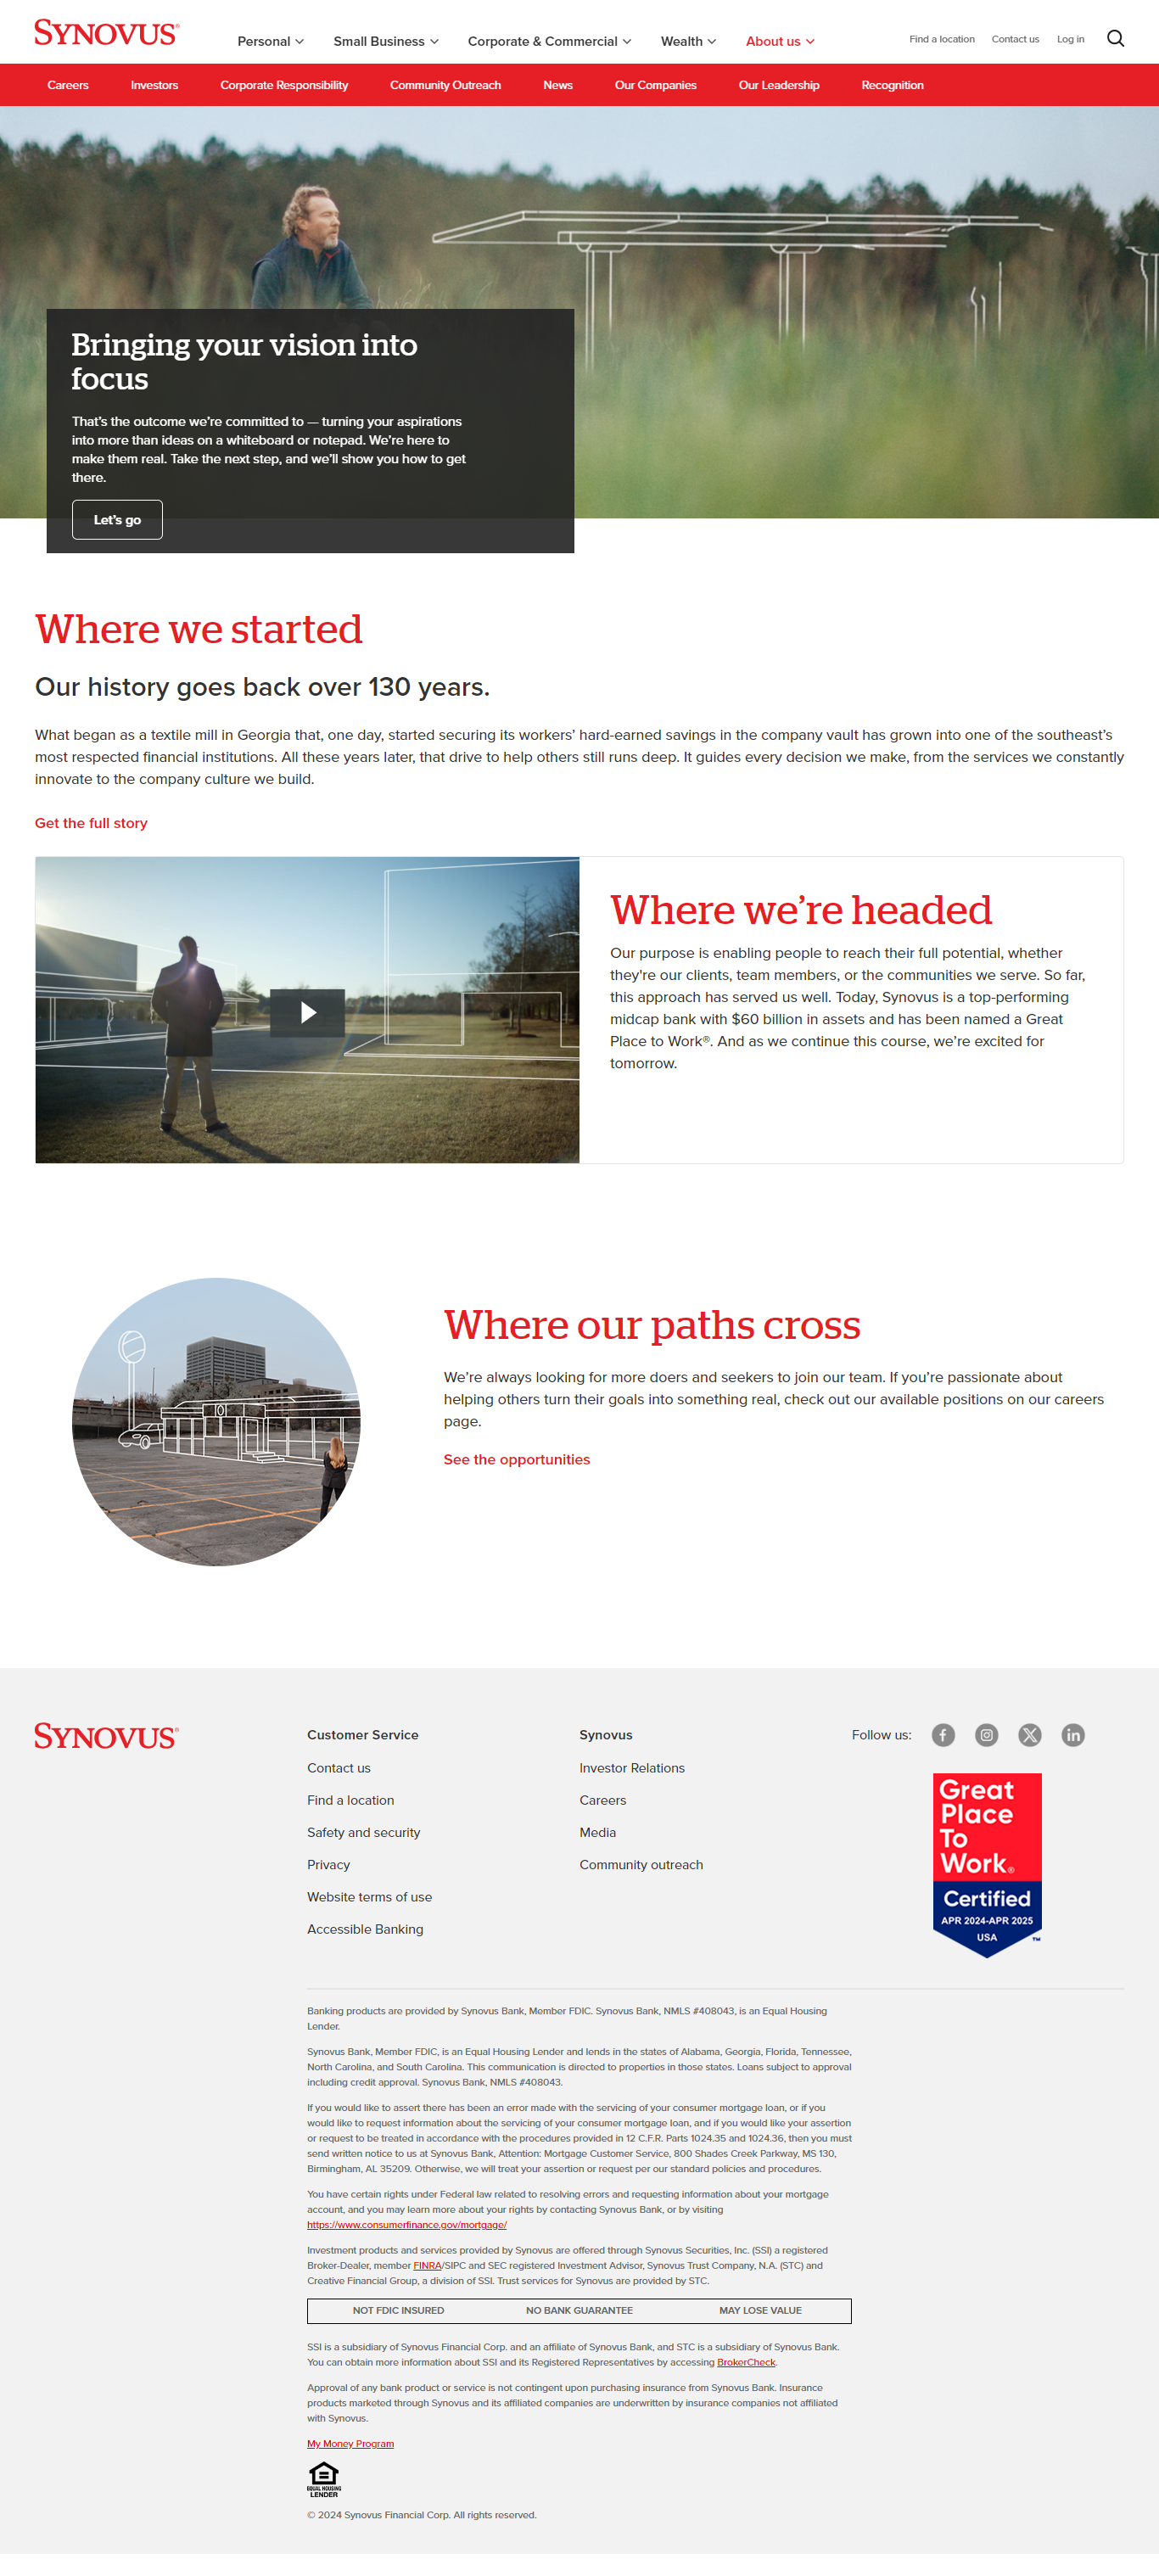 SYNOVUS®
Personal
Small Business
Corporate & Commercial
Wealth
About us
Find a location
Contact us
Log in
Careers
Investors
Corporate Responsibility
Community Outreach
News
Our Companies
Our Leadership
Recognition
Bringing your vision into
focus
That’s the outcome we’re committed to — turning your aspirations
into more than ideas on a whiteboard or notepad. We’re here to
make them real. Take the next step, and we’ll show you how to get
there.
Let’s go
Where we started
Our history goes back over 130 years.
What began as a textile mill in Georgia that, one day, started securing its workers’ hard-earned savings in the company vault has grown into one of the southeast’s
most respected financial institutions. All these years later, that drive to help others still runs deep. It guides every decision we make, from the services we constantly
innovate to the company culture we build.
Get the full story
Where we’re headed
Our purpose is enabling people to reach their full potential, whether
they're our clients, team members, or the communities we serve. So far,
this approach has served us well. Today, Synovus is a top-performing
midcap bank with $60 billion in assets and has been named a Great
Place to Work®. And as we continue this course, we’re excited for
tomorrow.
Where our paths cross
We’re always looking for more doers and seekers to join our team. If you’re passionate about
helping others turn their goals into something real, check out our available positions on our careers
page.
See the opportunities
SYNOVUS®
Customer Service
Contact us
Find a location
Safety and security
Privacy
Website terms of use
Accessible Banking
Synovus
Investor Relations
Careers
Media
Community outreach
Follow us:
Great
Place
To
Work®
Certified
APR 2024-APR 2025
USA
™
Banking products are provided by Synovus Bank, Member FDIC. Synovus Bank, NMLS #408043, is an Equal Housing
Lender.
Synovus Bank, Member FDIC, is an Equal Housing Lender and lends in the states of Alabama, Georgia, Florida, Tennessee,
North Carolina, and South Carolina. This communication is directed to properties in those states. Loans subject to approval
including credit approval. Synovus Bank, NMLS #408043.
If you would like to assert there has been an error made with the servicing of your consumer mortgage loan, or if you
would like to request information about the servicing of your consumer mortgage loan, and if you would like your assertion
or request to be treated in accordance with the procedures provided in 12 C.F.R. Parts 1024.35 and 1024.36, then you must
send written notice to us at Synovus Bank, Attention: Mortgage Customer Service, 800 Shades Creek Parkway, MS 130,
Birmingham, AL 35209. Otherwise, we will treat your assertion or request per our standard policies and procedures.
You have certain rights under Federal law related to resolving errors and requesting information about your mortgage
account, and you may learn more about your rights by contacting Synovus Bank, or by visiting
https://www.consumerfinance.gov/mortgage/
Investment products and services provided by Synovus are offered through Synovus Securities, Inc. (SSI) a registered
Broker-Dealer, member FINRA/SIPC and SEC registered Investment Advisor, Synovus Trust Company, N.A. (STC) and
Creative Financial Group, a division of SSI. Trust services for Synovus are provided by STC.
NOT FDIC INSURED
NO BANK GUARANTEE
MAY LOSE VALUE
SSI is a subsidiary of Synovus Financial Corp. and an affiliate of Synovus Bank, and STC is a subsidiary of Synovus Bank.
You can obtain more information about SSI and its Registered Representatives by accessing BrokerCheck.
Approval of any bank product or service is not contingent upon purchasing insurance from Synovus Bank. Insurance
products marketed through Synovus and its affiliated companies are underwritten by insurance companies not affiliated
with Synovus.
My Money Program
EQUAL HOUSING
LENDER
© 2024 Synovus Financial Corp. All rights reserved.